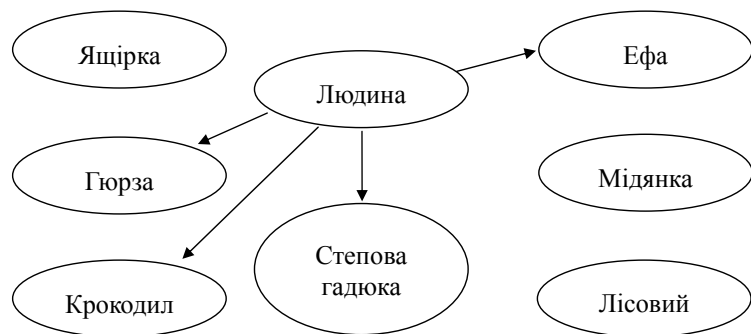 Ящірка
Людина
Ефа
Гюрза
Мідянка
Степова
гадюка
Крокодил
Лісовий